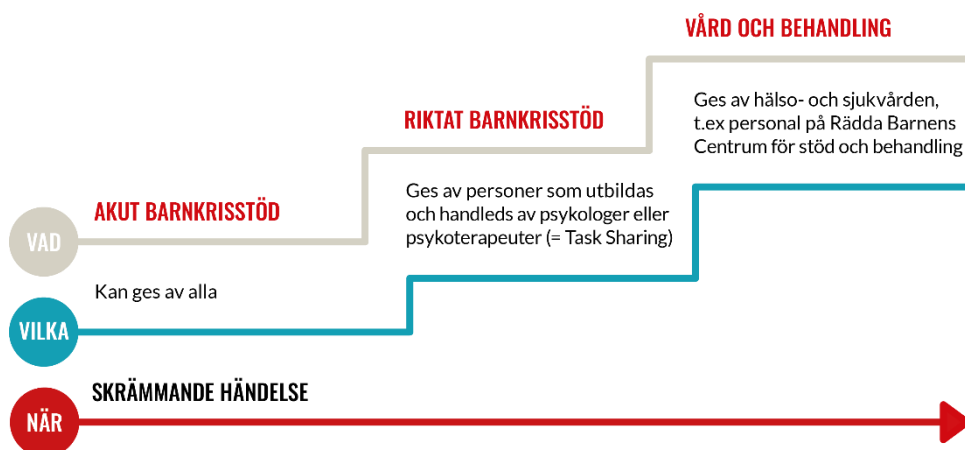 VÅRD OCH BEHANDLING
Ges av hälso- och sjukvården,
t.ex personal på Rädda Barnens
Centrum för stöd och behandling
RIKTAT BARNKRISSTÖD
Ges av personer som utbildas
och handleds av psykologer eller
psykoterapeuter (= Task Sharing)
AKUT BARNKRISSTÖD
VAD
Kan ges av alla
VILKA
SKRÄMMANDE HÄNDELSE
NÄR